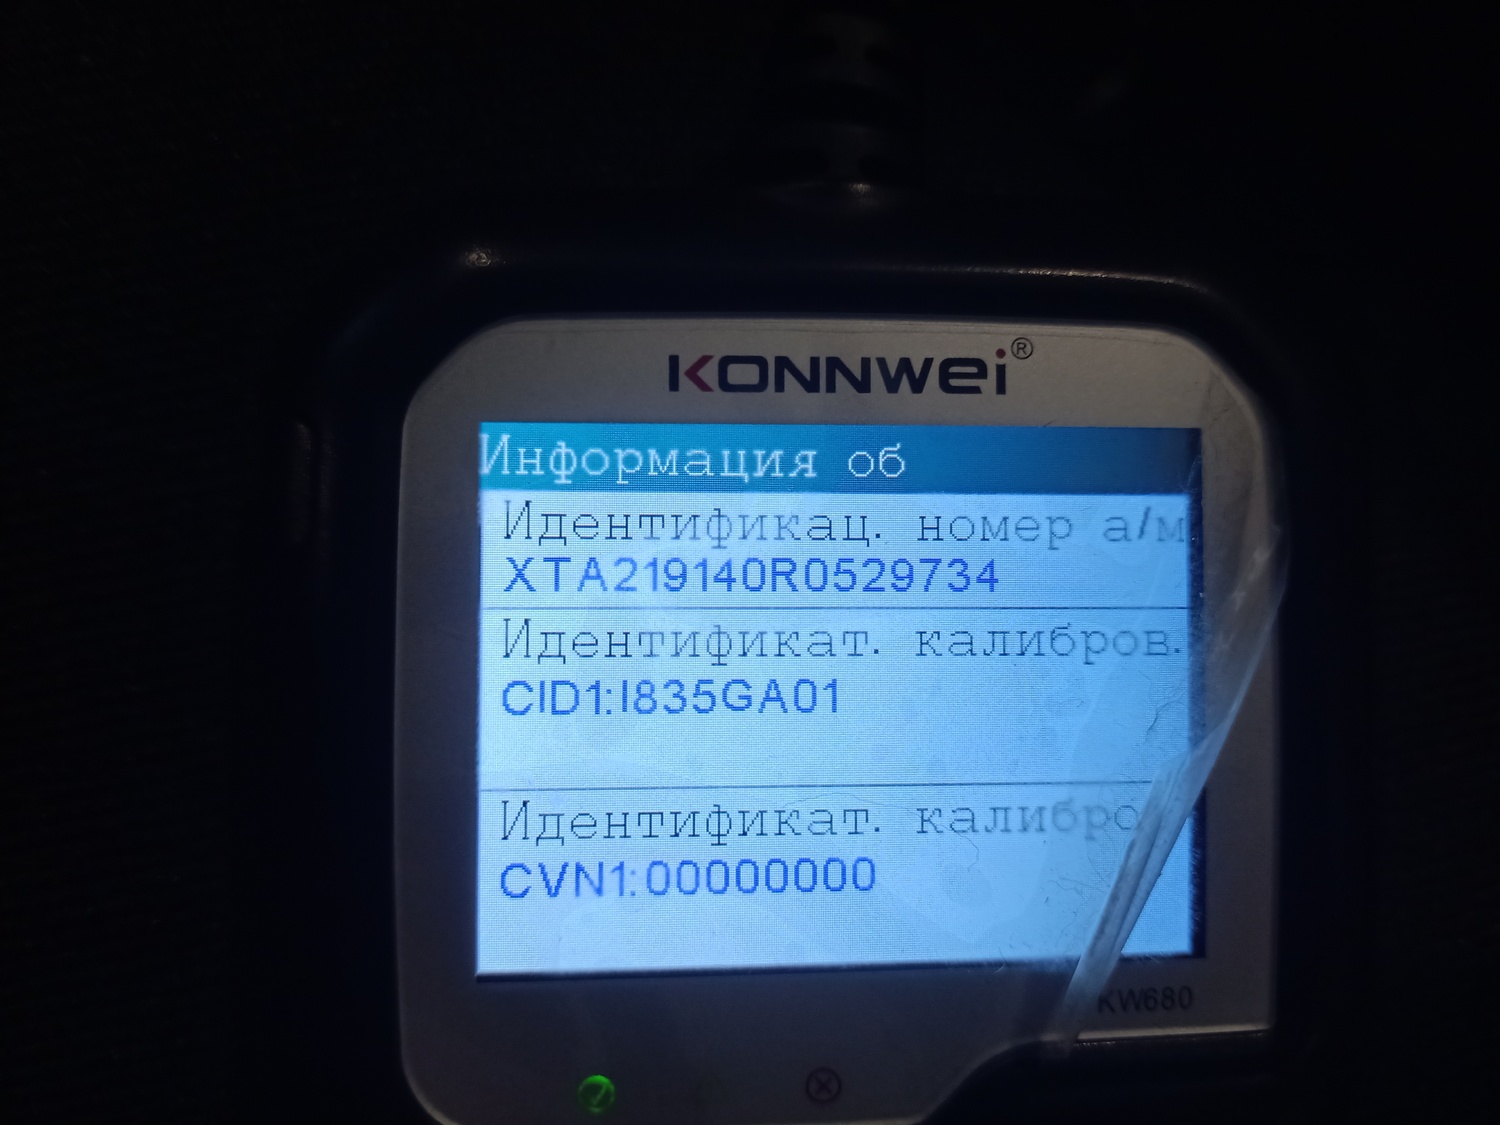 KONNWEI®
Информация об
Идентификац. номер а/м
XTA219140R0529734
Идентификат. калибров.
CID1:I835GA01
Идентификат. калибро
CVN1:00000000
KW680